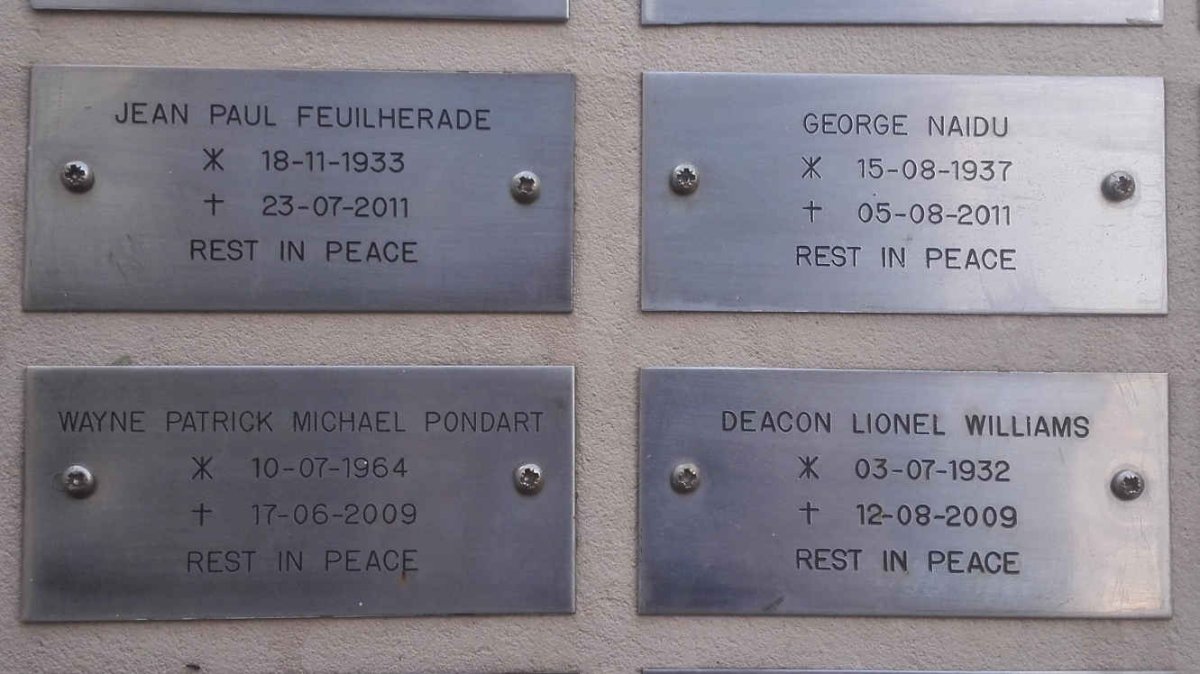 JEAN PAUL FEUILHERADE
* 18-11-1933
† 23-07-2011
REST IN PEACE
GEORGE NAIDU
* 15-08-1937
† 05-08-2011
REST IN PEACE
WAYNE PATRICK MICHAEL PONDART
* 10-07-1964
† 17-06-2009
REST IN PEACE
DEACON LIONEL WILLIAMS
* 03-07-1932
† 12-08-2009
REST IN PEACE